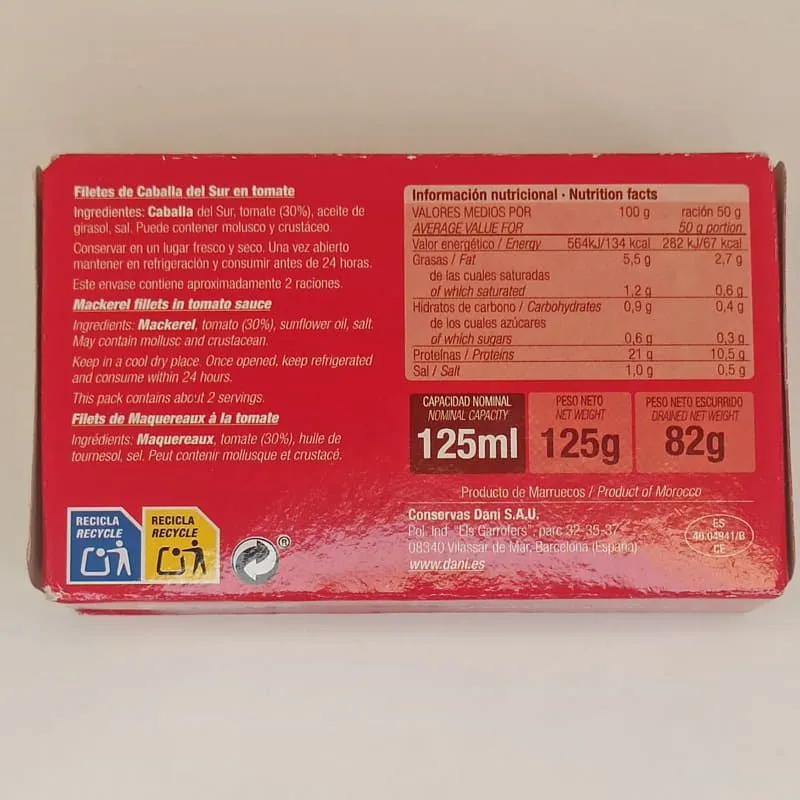 Filetes de Caballa del Sur en tomate
Ingredientes: Caballa del Sur, tomate (30%), aceite de
girasol, sal. Puede contener molusco y crustáceo.
Conservar en un lugar fresco y seco. Una vez abierto
mantener en refrigeración y consumir antes de 24 horas.
Este envase contiene aproximadamente 2 raciones.
Mackerel fillets in tomato sauce
Ingredients: Mackerel, tomato (30%), sunflower oil, salt.
May contain mollusc and crustacean.
Keep in a cool dry place. Once opened, keep refrigerated
and consume within 24 hours.
This pack contains about 2 servings.
Filets de Maquereaux à la tomate
Ingrédients: Maquereaux, tomate (30%), huile de
tournesol, sel. Peut contenir mollusque et crustacé.
RECICLA
RECYCLE
RECICLA
RECYCLE
®
Información nutricional · Nutrition facts
VALORES MEDIOS POR 100 g ración 50 g
AVERAGE VALUE FOR 50 g portion
Valor energético / Energy 564kJ/134 kcal 282 kJ/67 kcal
Grasas / Fat 5,5 g 2,7 g
de las cuales saturadas
of which saturated 1,2 g 0,6 g
Hidratos de carbono / Carbohydrates 0,9 g 0,4 g
de los cuales azúcares
of which sugars 0,6 g 0,3 g
Proteínas / Proteins 21 g 10,5 g
Sal / Salt 1,0 g 0,5 g
CAPACIDAD NOMINAL
NOMINAL CAPACITY
125ml
PESO NETO
NET WEIGHT
125g
PESO NETO ESCURRIDO
DRAINED NET WEIGHT
82g
Producto de Marruecos / Product of Morocco
Conservas Dani S.A.U.
Pol. Ind. "Els Garrofers", parc 32-35-37
08340 Vilassar de Mar. Barcelona (España)
www.dani.es
ES
40.04941/B
CE